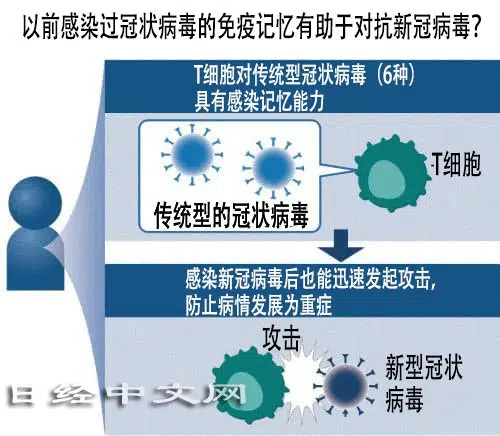 以前感染过冠状病毒的免疫记忆有助于对抗新冠病毒?
T细胞对传统型冠状病毒（6种）
具有感染记忆能力
传统型的冠状病毒
T细胞
感染新冠病毒后也能迅速发起攻击，
防止病情发展为重症
攻击
新型冠状
病毒
日经中文网